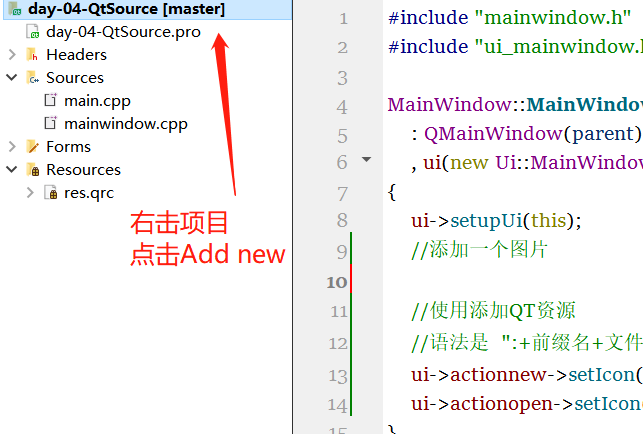 day-04-QtSource [master]
day-04-QtSource.pro
Headers
Sources
main.cpp
mainwindow.cpp
Forms
Resources
res.qrc
右击项目
点击Add new
1 #include "mainwindow.h"
2 #include "ui_mainwindow.h
3
4 MainWindow::MainWindow
5 : QMainWindow(parent)
6 , ui(new Ui::MainWindow
7 {
8 ui->setupUi(this);
9 //添加一个图片
10
11 //使用添加QT资源
12 //语法是 ":+前缀名+文件
13 ui->actionnew->setIcon(
14 ui->actionopen->setIcon(